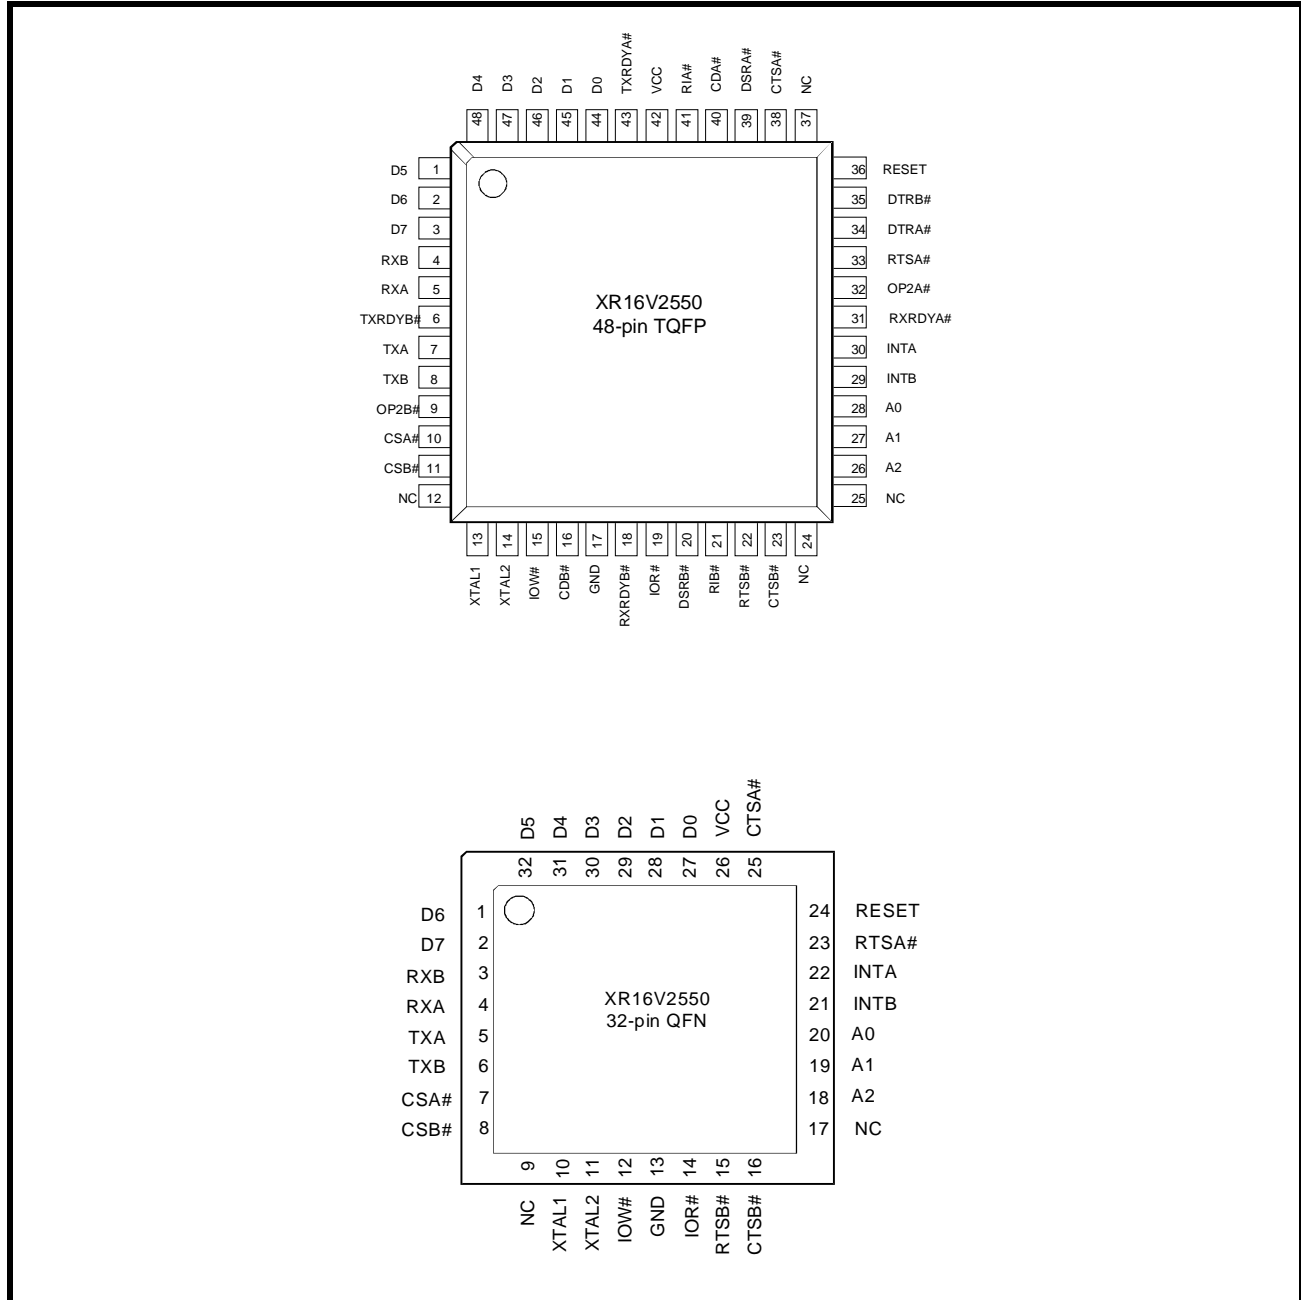 D4 D3 D2 D1 D0 TXRDYA# VCC RIA# CDA# DSRA# CTSA# NC
48 47 46 45 44 43 42 41 40 39 38 37
D5 1 36 RESET
D6 2 35 DTRB#
D7 3 34 DTRA#
RXB 4 33 RTSA#
RXA 5 32 OP2A#
TXRDYB# 6 31 RXRDYA#
TXA 7 30 INTA
TXB 8 29 INTB
OP2B# 9 28 A0
CSA# 10 27 A1
CSB# 11 26 A2
NC 12 25 NC
XR16V2550
48-pin TQFP
13 14 15 16 17 18 19 20 21 22 23 24
XTAL1 XTAL2 IOW# CDB# GND RXRDYB# IOR# DSRB# RIB# RTSB# CTSB# NC
D5 D4 D3 D2 D1 D0 VCC CTSA#
32 31 30 29 28 27 26 25
D6 1 24 RESET
D7 2 23 RTSA#
RXB 3 22 INTA
RXA 4 21 INTB
TXA 5 20 A0
TXB 6 19 A1
CSA# 7 18 A2
CSB# 8 17 NC
XR16V2550
32-pin QFN
9 10 11 12 13 14 15 16
NC XTAL1 XTAL2 IOW# GND IOR# RTSB# CTSB#